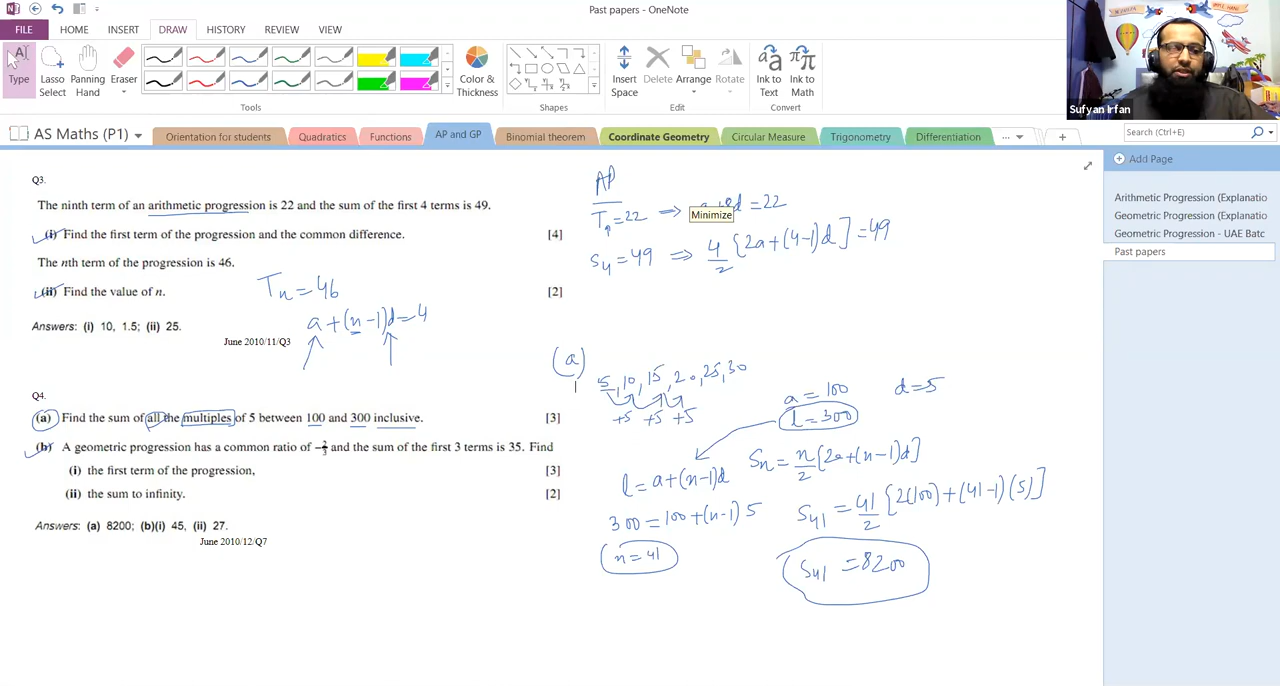 Past papers - OneNote
FILE HOME INSERT DRAW HISTORY REVIEW VIEW
Type Lasso Select Panning Hand Eraser Color & Thickness Insert Space Delete Arrange Rotate Ink to Text Ink to Math
Tools Shapes Edit Convert
Sufyan Irfan
AS Maths (P1) Orientation for students Quadratics Functions AP and GP Binomial theorem Coordinate Geometry Circular Measure Trigonometry Differentiation ... Search (Ctrl+E)
Add Page
Arithmetic Progression (Explanatio
Geometric Progression (Explanatio
Geometric Progression - UAE Batc
Past papers
Q3.
The ninth term of an arithmetic progression is 22 and the sum of the first 4 terms is 49.
(i) Find the first term of the progression and the common difference. [4]
The nth term of the progression is 46.
(ii) Find the value of n. [2]
Answers: (i) 10, 1.5; (ii) 25.
June 2010/11/Q3
Tn = 46
a + (n - 1)d = 4
AP
T9 = 22 ⇒ d = 22
Minimize
S4 = 49 ⇒ 4/2 [2a + (4-1)d] = 49
Q4.
(a) Find the sum of all the multiples of 5 between 100 and 300 inclusive. [3]
(b) A geometric progression has a common ratio of -2/3 and the sum of the first 3 terms is 35. Find
(i) the first term of the progression, [3]
(ii) the sum to infinity. [2]
Answers: (a) 8200; (b)(i) 45, (ii) 27.
June 2010/12/Q7
(a)
5, 10, 15, 20, 25, 30
+5 +5 +5
a = 100 d = 5
l = 300
l = a + (n-1)d
300 = 100 + (n-1) 5
n = 41
Sn = n/2 [2a + (n-1)d]
S41 = 41/2 [2(100) + (41-1)(5)]
S41 = 8200